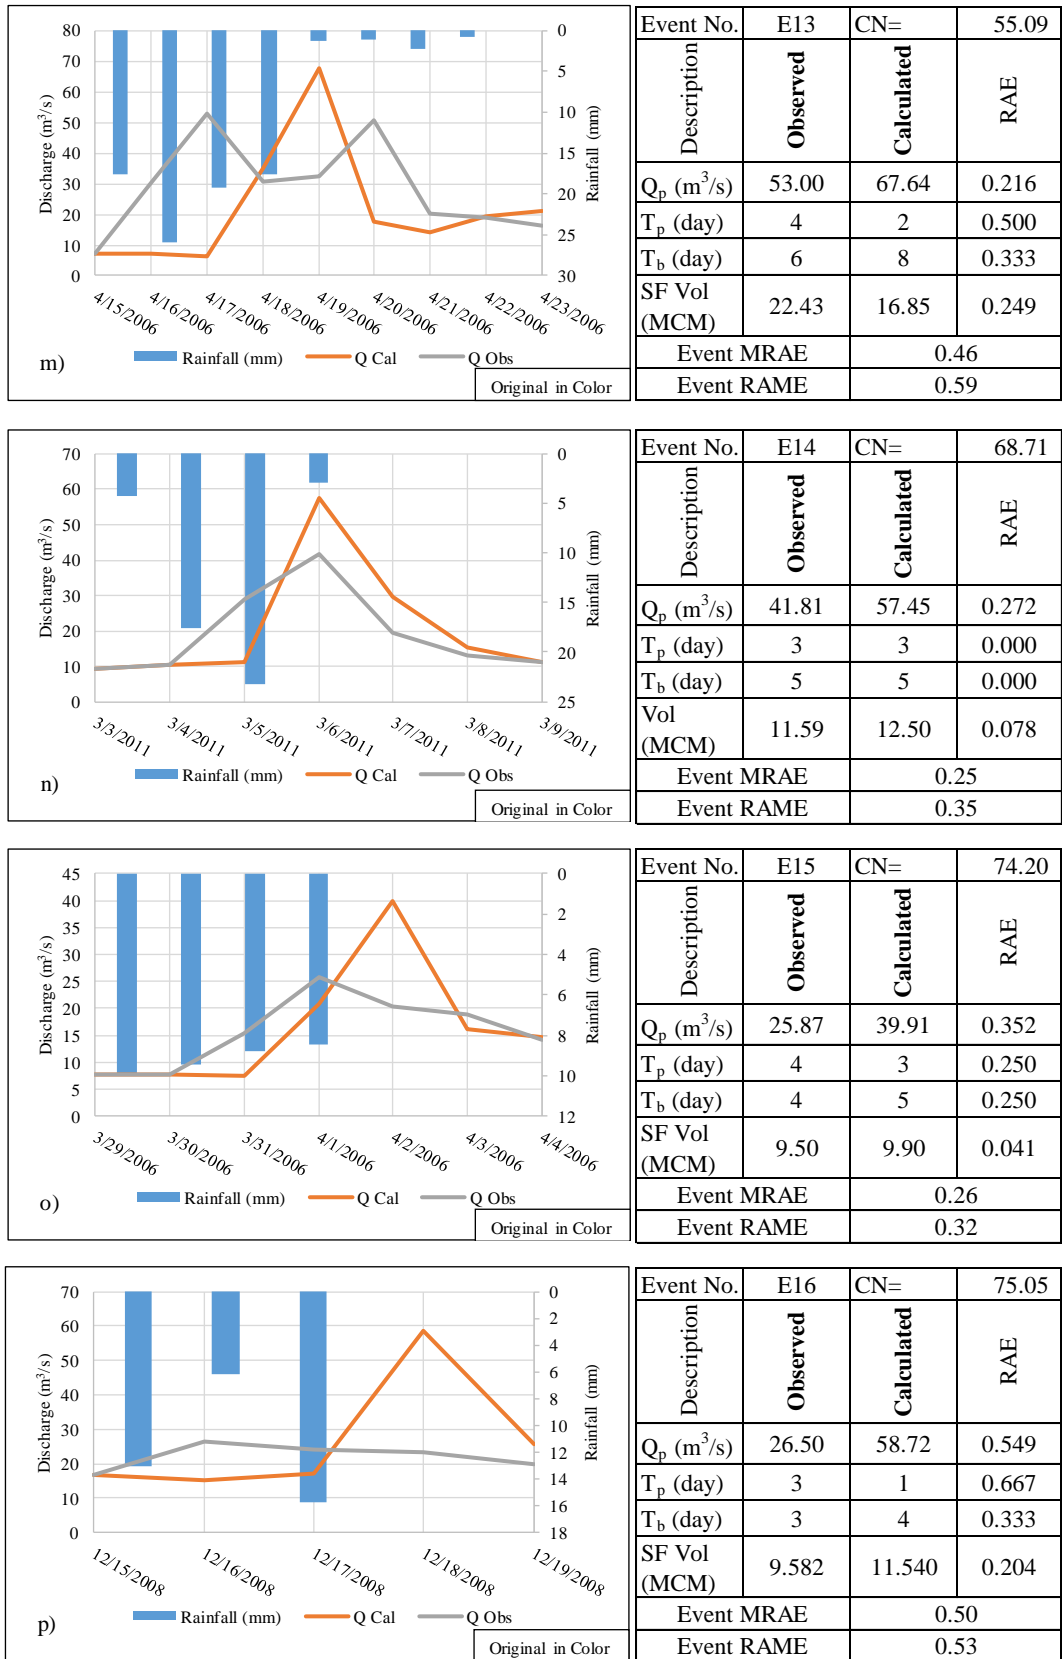 80
70
60
50
40
30
20
10
0
Discharge (m³/s)
0
5
10
15
20
25
30
Rainfall (mm)
4/15/2006
4/16/2006
4/17/2006
4/18/2006
4/19/2006
4/20/2006
4/21/2006
4/22/2006
4/23/2006
Rainfall (mm) Q Cal Q Obs
m)
Original in Color
Event No. E13 CN= 55.09
Description Observed Calculated RAE
Qp (m³/s) 53.00 67.64 0.216
Tp (day) 4 2 0.500
Tb (day) 6 8 0.333
SF Vol
(MCM) 22.43 16.85 0.249
Event MRAE 0.46
Event RAME 0.59
70
60
50
40
30
20
10
0
Discharge (m³/s)
0
5
10
15
20
25
Rainfall (mm)
3/3/2011
3/4/2011
3/5/2011
3/6/2011
3/7/2011
3/8/2011
3/9/2011
Rainfall (mm) Q Cal Q Obs
n)
Original in Color
Event No. E14 CN= 68.71
Description Observed Calculated RAE
Qp (m³/s) 41.81 57.45 0.272
Tp (day) 3 3 0.000
Tb (day) 5 5 0.000
Vol
(MCM) 11.59 12.50 0.078
Event MRAE 0.25
Event RAME 0.35
45
40
35
30
25
20
15
10
5
0
Discharge (m³/s)
0
2
4
6
8
10
12
Rainfall (mm)
3/29/2006
3/30/2006
3/31/2006
4/1/2006
4/2/2006
4/3/2006
4/4/2006
Rainfall (mm) Q Cal Q Obs
o)
Original in Color
Event No. E15 CN= 74.20
Description Observed Calculated RAE
Qp (m³/s) 25.87 39.91 0.352
Tp (day) 4 3 0.250
Tb (day) 4 5 0.250
SF Vol
(MCM) 9.50 9.90 0.041
Event MRAE 0.26
Event RAME 0.32
70
60
50
40
30
20
10
0
Discharge (m³/s)
0
2
4
6
8
10
12
14
16
18
Rainfall (mm)
12/15/2008
12/16/2008
12/17/2008
12/18/2008
12/19/2008
Rainfall (mm) Q Cal Q Obs
p)
Original in Color
Event No. E16 CN= 75.05
Description Observed Calculated RAE
Qp (m³/s) 26.50 58.72 0.549
Tp (day) 3 1 0.667
Tb (day) 3 4 0.333
SF Vol
(MCM) 9.582 11.540 0.204
Event MRAE 0.50
Event RAME 0.53